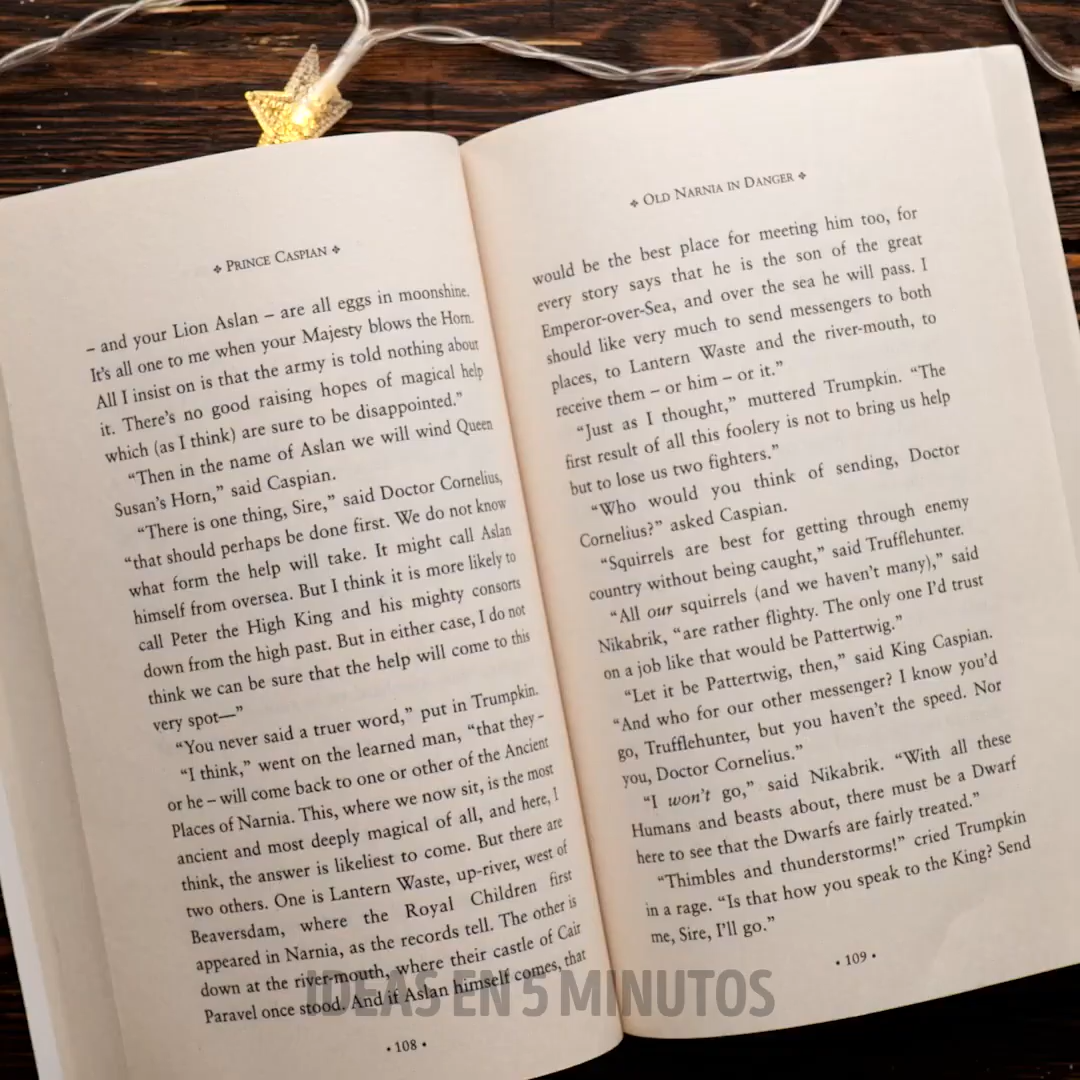 ❖ PRINCE CASPIAN ❖
– and your Lion Aslan – are all eggs in moonshine.
It's all one to me when your Majesty blows the Horn.
All I insist on is that the army is told nothing about
it. There's no good raising hopes of magical help
which (as I think) are sure to be disappointed.”
“Then in the name of Aslan we will wind Queen
Susan's Horn,” said Caspian.
“There is one thing, Sire,” said Doctor Cornelius,
“that should perhaps be done first. We do not know
what form the help will take. It might call Aslan
himself from oversea. But I think it is more likely to
call Peter the High King and his mighty consorts
down from the high past. But in either case, I do not
think we can be sure that the help will come to this
very spot—”
“You never said a truer word,” put in Trumpkin.
“I think,” went on the learned man, “that they –
or he – will come back to one or other of the Ancient
Places of Narnia. This, where we now sit, is the most
ancient and most deeply magical of all, and here, I
think, the answer is likeliest to come. But there are
two others. One is Lantern Waste, up-river, west of
Beaversdam, where the Royal Children first
appeared in Narnia, as the records tell. The other is
down at the river-mouth, where their castle of Cair
Paravel once stood. And if Aslan himself comes, that
• 108 •
❖ OLD NARNIA IN DANGER ❖
would be the best place for meeting him too, for
every story says that he is the son of the great
Emperor-over-Sea, and over the sea he will pass. I
should like very much to send messengers to both
places, to Lantern Waste and the river-mouth, to
receive them – or him – or it.”
“Just as I thought,” muttered Trumpkin. “The
first result of all this foolery is not to bring us help
but to lose us two fighters.”
“Who would you think of sending, Doctor
Cornelius?” asked Caspian.
“Squirrels are best for getting through enemy
country without being caught,” said Trufflehunter.
“All our squirrels (and we haven't many),” said
Nikabrik, “are rather flighty. The only one I'd trust
on a job like that would be Pattertwig.”
“Let it be Pattertwig, then,” said King Caspian.
“And who for our other messenger? I know you'd
go, Trufflehunter, but you haven't the speed. Nor
you, Doctor Cornelius.”
“I won't go,” said Nikabrik. “With all these
Humans and beasts about, there must be a Dwarf
here to see that the Dwarfs are fairly treated.”
“Thimbles and thunderstorms!” cried Trumpkin
in a rage. “Is that how you speak to the King? Send
me, Sire, I'll go.”
• 109 •
IDEAS EN 5 MINUTOS